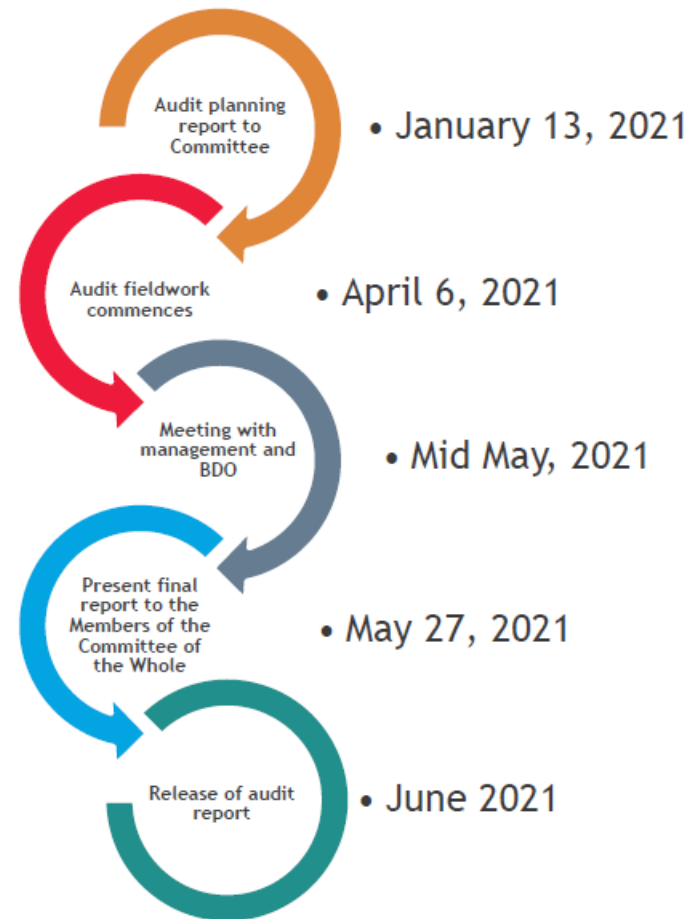 Audit planning
report to
Committee
• January 13, 2021
Audit fieldwork
commences
• April 6, 2021
Meeting with
management and
BDO
• Mid May, 2021
Present final
report to the
Members of the
Committee of
the Whole
• May 27, 2021
Release of audit
report
• June 2021